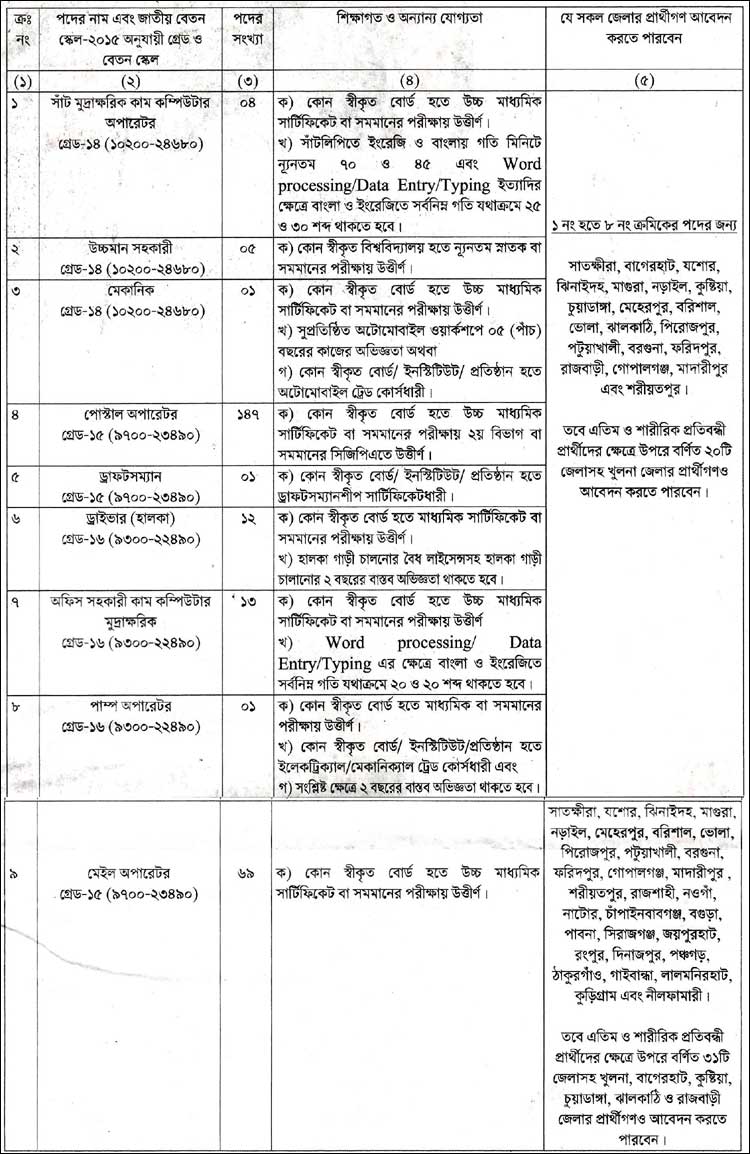 ক্রঃ নং
পদের নাম এবং জাতীয় বেতন
স্কেল-২০১৫ অনুযায়ী গ্রেড ও
বেতন স্কেল
পদের
সংখ্যা
শিক্ষাগত ও অন্যান্য যোগ্যতা
যে সকল জেলার প্রার্থীগণ আবেদন
করতে পারবেন
(১)
(২)
(৩)
(৪)
(৫)
১
সাঁট মুদ্রাক্ষরিক কাম কম্পিউটার
অপারেটর
গ্রেড-১৪ (১০২০০-২৪৬৮০)
০৪
ক) কোন স্বীকৃত বোর্ড হতে উচ্চ মাধ্যমিক
সার্টিফিকেট বা সমমানের পরীক্ষায় উত্তীর্ণ।
খ) সাঁটলিপিতে ইংরেজি ও বাংলায় গতি মিনিটে
ন্যূনতম ৭০ ও ৪৫ এবং Word
processing/Data Entry/Typing ইত্যাদির
ক্ষেত্রে বাংলা ও ইংরেজিতে সর্বনিম্ন গতি যথাক্রমে ২৫
ও ৩০ শব্দ থাকতে হবে।
২
উচ্চমান সহকারী
গ্রেড-১৪ (১০২০০-২৪৬৮০)
০৫
ক) কোন স্বীকৃত বিশ্ববিদ্যালয় হতে ন্যূনতম স্নাতক বা
সমমানের পরীক্ষায় উত্তীর্ণ।
৩
মেকানিক
গ্রেড-১৪ (১০২০০-২৪৬৮০)
০১
ক) কোন স্বীকৃত বোর্ড হতে উচ্চ মাধ্যমিক
সার্টিফিকেট বা সমমানের পরীক্ষায় উত্তীর্ণ।
খ) সুপ্রতিষ্ঠিত অটোমোবাইল ওয়ার্কশপে ০৫ (পাঁচ)
বছরের কাজের অভিজ্ঞতা অথবা
গ) কোন স্বীকৃত বোর্ড/ ইনস্টিটিউট/ প্রতিষ্ঠান হতে
অটোমোবাইল ট্রেড কোর্সধারী।
৪
পোস্টাল অপারেটর
গ্রেড-১৫ (৯৭০০-২৩৪৯০)
১৪৭
ক) কোন স্বীকৃত বোর্ড হতে উচ্চ মাধ্যমিক
সার্টিফিকেট বা সমমানের পরীক্ষায় ২য় বিভাগ বা
সমমানের সিজিপিএতে উত্তীর্ণ।
৫
ড্রাফটসম্যান
গ্রেড-১৫ (৯৭০০-২৩৪৯০)
০১
ক) কোন স্বীকৃত বোর্ড/ ইনস্টিটিউট/ প্রতিষ্ঠান হতে
ড্রাফটসম্যানশীপ সার্টিফিকেটধারী।
৬
ড্রাইভার (হালকা)
গ্রেড-১৬ (৯৩০০-২২৪৯০)
১২
ক) কোন স্বীকৃত বোর্ড হতে মাধ্যমিক সার্টিফিকেট বা
সমমানের পরীক্ষায় উত্তীর্ণ।
খ) হালকা গাড়ী চালনোর বৈধ লাইসেন্সসহ হালকা গাড়ী
চালানোর ২ বছরের বাস্তব অভিজ্ঞতা থাকতে হবে।
৭
অফিস সহকারী কাম কম্পিউটার
মুদ্রাক্ষরিক
গ্রেড-১৬ (৯৩০০-২২৪৯০)
১৩
ক) কোন স্বীকৃত বোর্ড হতে উচ্চ মাধ্যমিক
সার্টিফিকেট বা সমমানের পরীক্ষায় উত্তীর্ণ
খ) Word processing/ Data
Entry/Typing এর ক্ষেত্রে বাংলা ও ইংরেজিতে
সর্বনিম্ন গতি যথাক্রমে ২০ ও ২০ শব্দ থাকতে হবে।
৮
পাম্প অপারেটর
গ্রেড-১৬ (৯৩০০-২২৪৯০)
০১
ক) কোন স্বীকৃত বোর্ড হতে মাধ্যমিক বা সমমানের
পরীক্ষায় উত্তীর্ণ।
খ) কোন স্বীকৃত বোর্ড/ ইনস্টিটিউট/প্রতিষ্ঠান হতে
ইলেকট্রিক্যাল/মেকানিক্যাল ট্রেড কোর্সধারী এবং
গ) সংশ্লিষ্ট ক্ষেত্রে ২ বছরের বাস্তব অভিজ্ঞতা থাকতে হবে।
১ নং হতে ৮ নং ক্রমিকের পদের জন্য
সাতক্ষীরা, বাগেরহাট, যশোর,
ঝিনাইদহ, মাগুরা, নড়াইল, কুষ্টিয়া,
চুয়াডাঙ্গা, মেহেরপুর, বরিশাল,
ভোলা, ঝালকাঠি, পিরোজপুর,
পটুয়াখালী, বরগুনা, ফরিদপুর,
রাজবাড়ী, গোপালগঞ্জ, মাদারীপুর
এবং শরীয়তপুর।
তবে এতিম ও শারীরিক প্রতিবন্ধী
প্রার্থীদের ক্ষেত্রে উপরে বর্ণিত ২০টি
জেলাসহ খুলনা জেলার প্রার্থীগণও
আবেদন করতে পারবেন।
৯
মেইল অপারেটর
গ্রেড-১৫ (৯৭০০-২৩৪৯০)
৬৯
ক) কোন স্বীকৃত বোর্ড হতে উচ্চ মাধ্যমিক
সার্টিফিকেট বা সমমানের পরীক্ষায় উত্তীর্ণ।
সাতক্ষীরা, যশোর, ঝিনাইদহ, মাগুরা,
নড়াইল, মেহেরপুর, বরিশাল, ভোলা,
পিরোজপুর, পটুয়াখালী, বরগুনা,
ফরিদপুর, গোপালগঞ্জ, মাদারীপুর ,
শরীয়তপুর, রাজশাহী, নওগাঁ,
নাটোর, চাঁপাইনবাবগঞ্জ, বগুড়া,
পাবনা, সিরাজগঞ্জ, জয়পুরহাট,
রংপুর, দিনাজপুর, পঞ্চগড়,
ঠাকুরগাঁও, গাইবান্ধা, লালমনিরহাট,
কুড়িগ্রাম এবং নীলফামারী।
তবে এতিম ও শারীরিক প্রতিবন্ধী
প্রার্থীদের ক্ষেত্রে উপরে বর্ণিত ৩১টি
জেলাসহ খুলনা, বাগেরহাট, কুষ্টিয়া,
চুয়াডাঙ্গা, ঝালকাঠি ও রাজবাড়ী
জেলার প্রার্থীগণও আবেদন করতে
পারবেন।